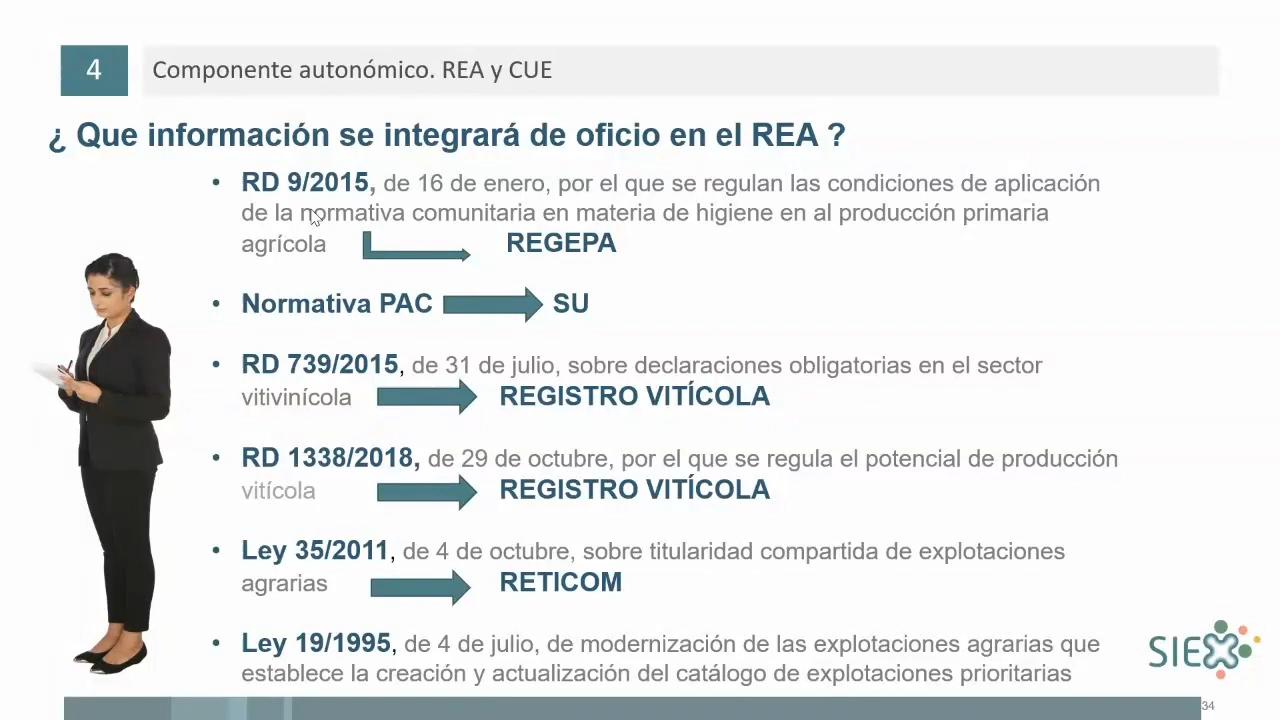 4
Componente autonómico. REA y CUE
¿ Que información se integrará de oficio en el REA ?
• RD 9/2015, de 16 de enero, por el que se regulan las condiciones de aplicación
de la normativa comunitaria en materia de higiene en al producción primaria
agrícola REGEPA
• Normativa PAC SU
• RD 739/2015, de 31 de julio, sobre declaraciones obligatorias en el sector
vitivinícola REGISTRO VITÍCOLA
• RD 1338/2018, de 29 de octubre, por el que se regula el potencial de producción
vitícola REGISTRO VITÍCOLA
• Ley 35/2011, de 4 de octubre, sobre titularidad compartida de explotaciones
agrarias RETICOM
• Ley 19/1995, de 4 de julio, de modernización de las explotaciones agrarias que
establece la creación y actualización del catálogo de explotaciones prioritarias
SIEX
34